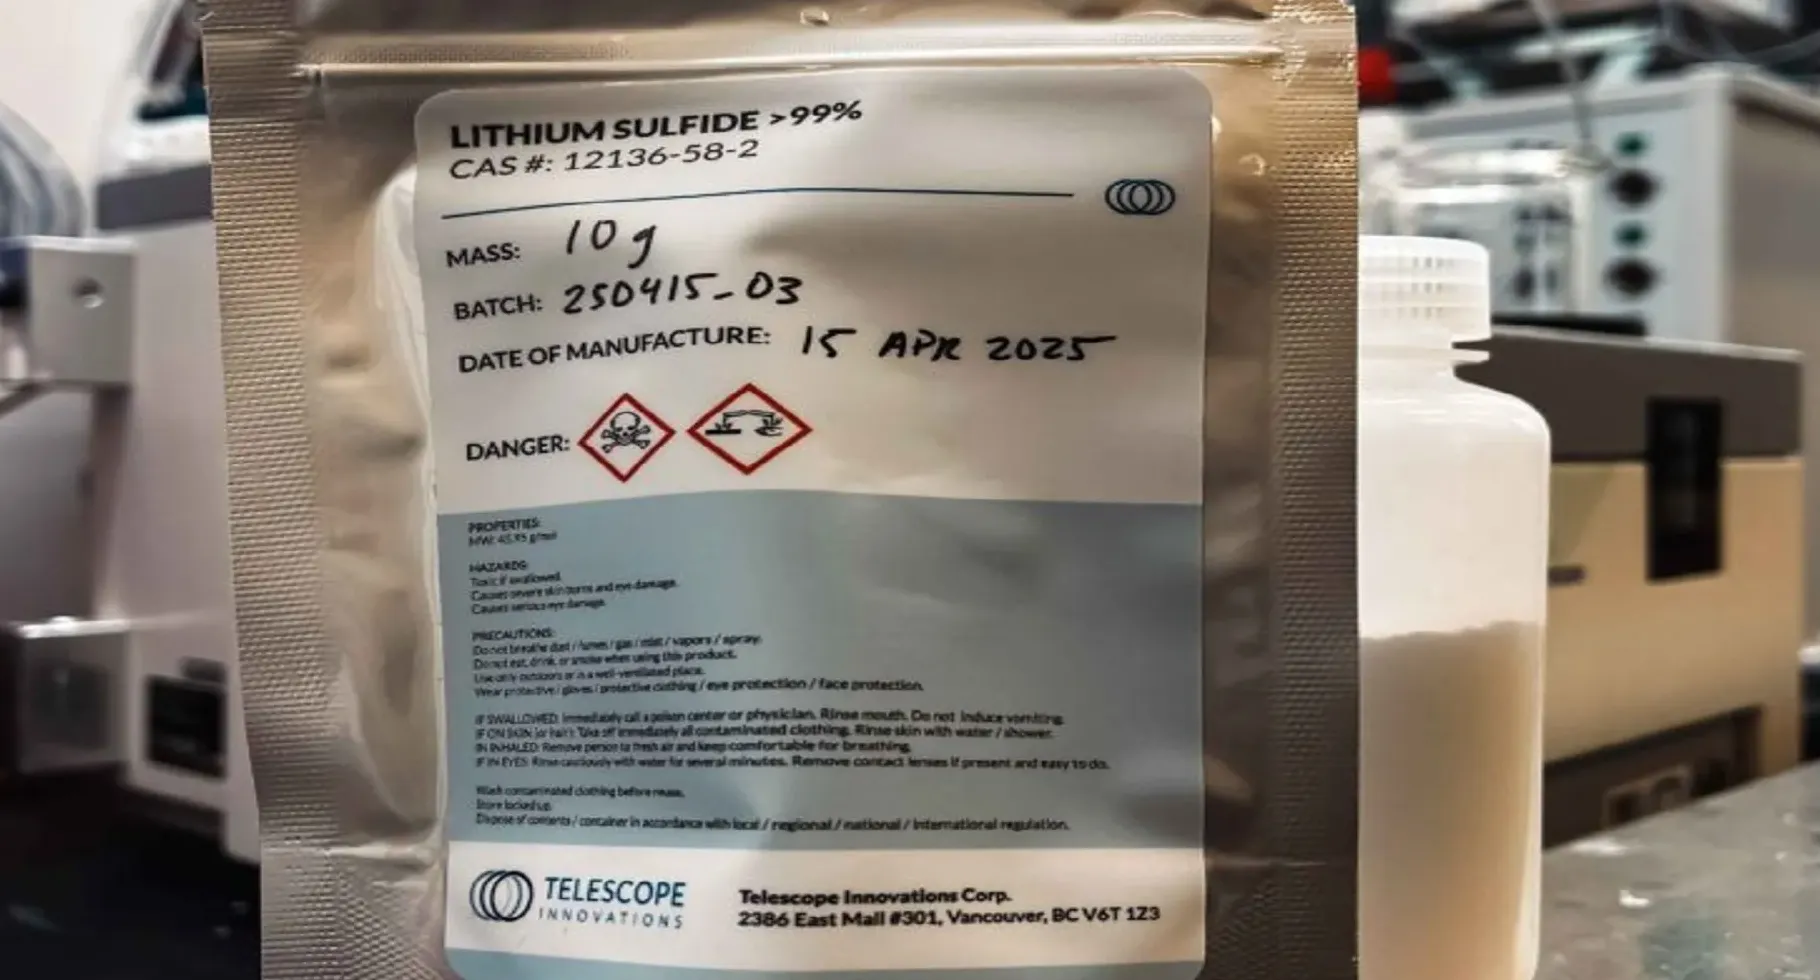 LITHIUM SULFIDE >99%
CAS #: 12136-58-2
MASS: 10 g
BATCH: 250415-03
DATE OF MANUFACTURE: 15 APR 2025
DANGER:
PROPERTIES:
MW: 45.95 g/mol
HAZARDS:
Toxic if swallowed.
Causes severe skin burns and eye damage.
Causes serious eye damage.
PRECAUTIONS:
Do not breathe dust / fumes / gas / mist / vapors / spray.
Do not eat, drink, or smoke when using this product.
Use only outdoors or in a well-ventilated place.
Wear protective / gloves / protective clothing / eye protection / face protection.
IF SWALLOWED: Immediately call a poison center or physician. Rinse mouth. Do not induce vomiting.
IF ON SKIN (or hair): Take off immediately all contaminated clothing. Rinse skin with water / shower.
IN INHALED: Remove person to fresh air and keep comfortable for breathing.
IF IN EYES: Rinse cautiously with water for several minutes. Remove contact lenses if present and easy to do.
Wash contaminated clothing before reuse.
Store locked up.
Dispose of contents / container in accordance with local / regional / national / international regulation.
TELESCOPE
INNOVATIONS
Telescope Innovations Corp.
2386 East Mall #301, Vancouver, BC V6T 1Z3